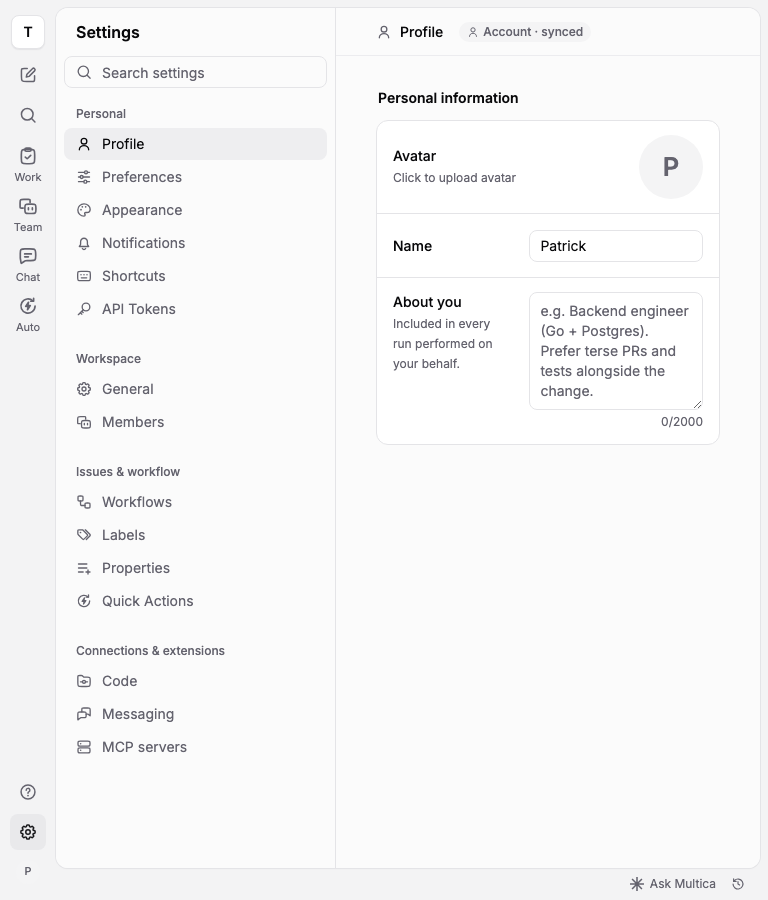 T
Work
Team
Chat
Auto
P
Settings
Search settings
Personal
Profile
Preferences
Appearance
Notifications
Shortcuts
API Tokens
Workspace
General
Members
Issues & workflow
Workflows
Labels
Properties
Quick Actions
Connections & extensions
Code
Messaging
MCP servers
Profile
Account · synced
Personal information
Avatar
Click to upload avatar
P
Name
Patrick
About you
Included in every
run performed on
your behalf.
e.g. Backend engineer
(Go + Postgres).
Prefer terse PRs and
tests alongside the
change.
0/2000
Ask Multica